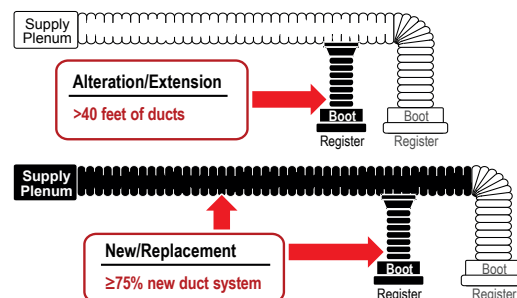 Supply
Plenum
Alteration/Extension
>40 feet of ducts
Boot
Boot
Register
Register
Supply
Plenum
New/Replacement
≥75% new duct system
Boot
Boot
Register
Register